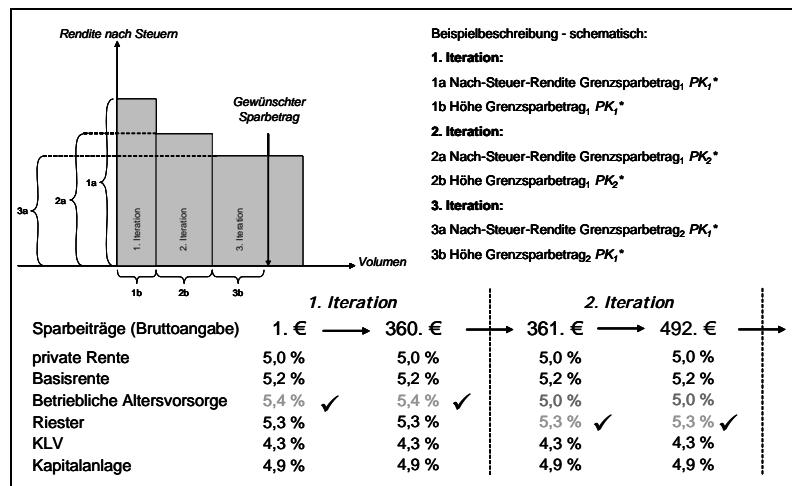 Rendite nach Steuern
Gewünschter
Sparbetrag
3a
2a
1a
1. Iteration
2. Iteration
3. Iteration
Volumen
1b
2b
3b
Beispielbeschreibung - schematisch:
1. Iteration:
1a Nach-Steuer-Rendite Grenzsparbetrag₁ PK₁*
1b Höhe Grenzsparbetrag₁ PK₁*
2. Iteration:
2a Nach-Steuer-Rendite Grenzsparbetrag₁ PK₂*
2b Höhe Grenzsparbetrag₁ PK₂*
3. Iteration:
3a Nach-Steuer-Rendite Grenzsparbetrag₂ PK₁*
3b Höhe Grenzsparbetrag₂ PK₁*
1. Iteration 2. Iteration
Sparbeiträge (Bruttoangabe) 1. € 360. € 361. € 492. €
private Rente 5,0 % 5,0 % 5,0 % 5,0 %
Basisrente 5,2 % 5,2 % 5,2 % 5,2 %
Betriebliche Altersvorsorge 5,4 % 5,4 % 5,0 % 5,0 %
Riester 5,3 % 5,3 % 5,3 % 5,3 %
KLV 4,3 % 4,3 % 4,3 % 4,3 %
Kapitalanlage 4,9 % 4,9 % 4,9 % 4,9 %